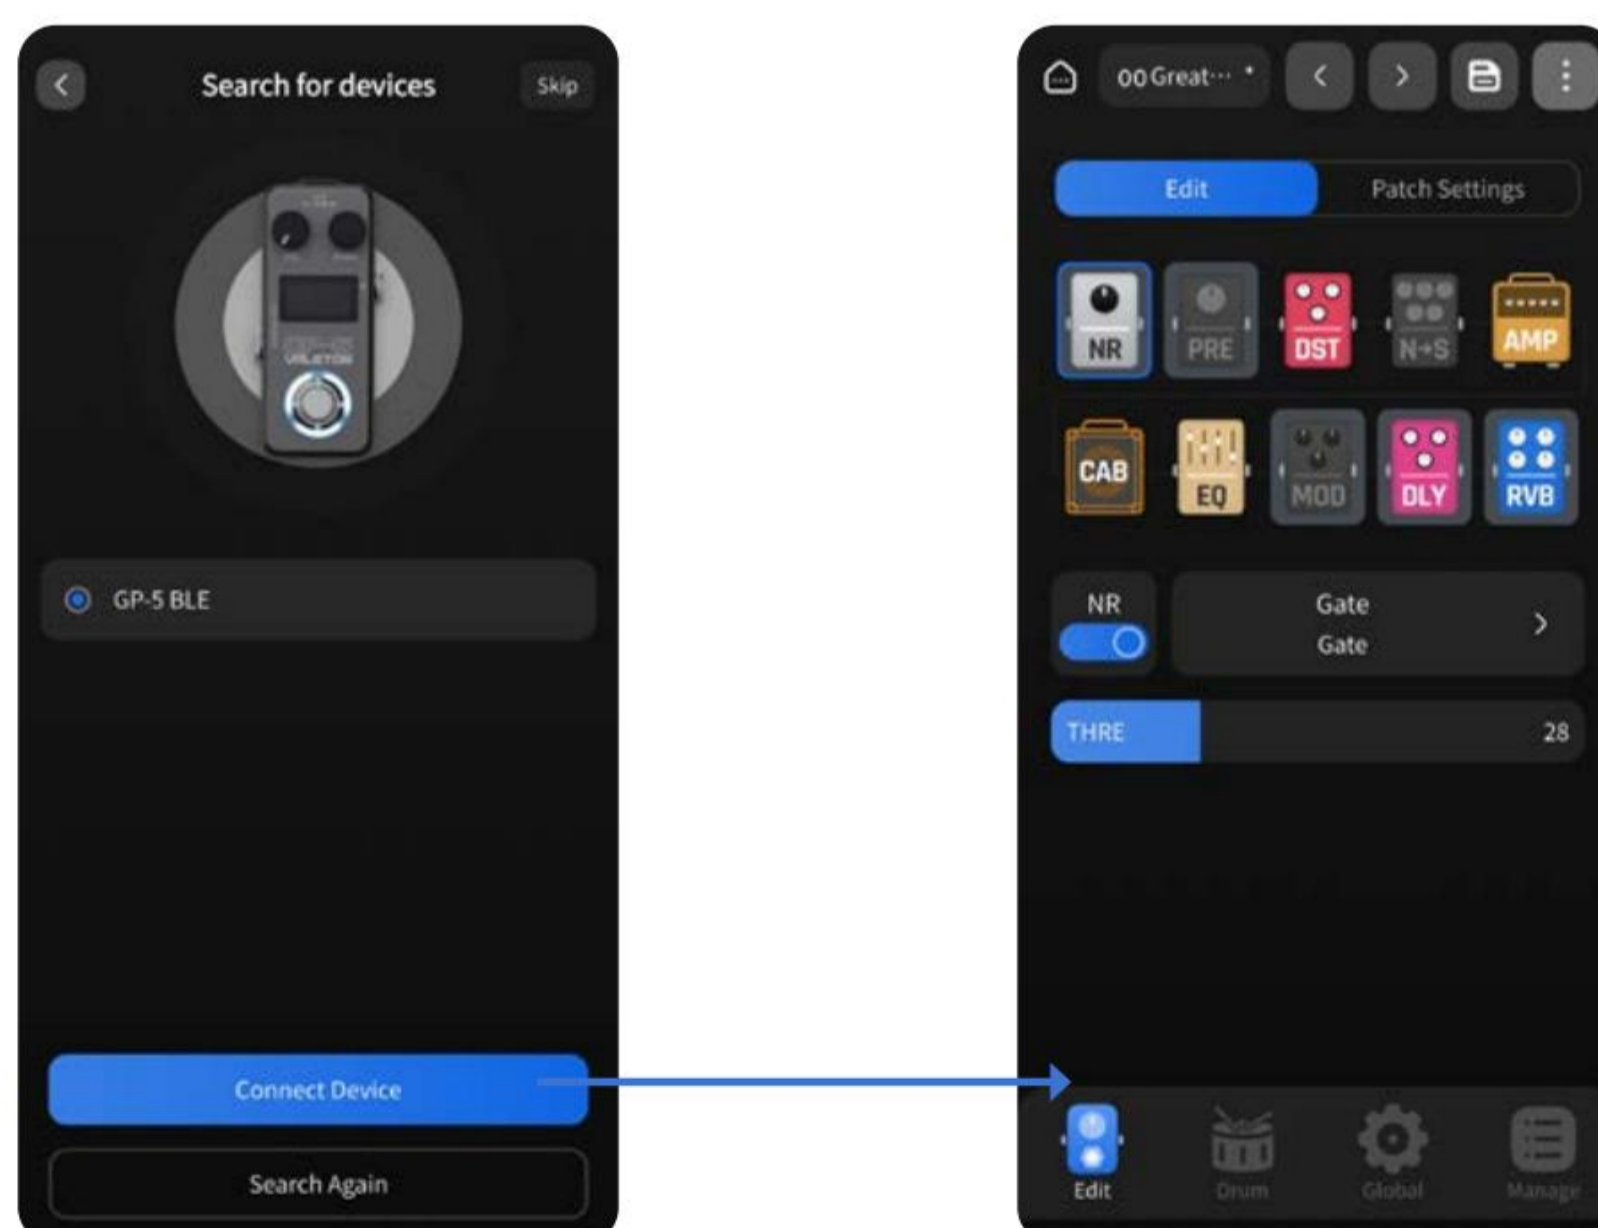 Search for devices
Skip
VALETON
GP-5 BLE
Connect Device
Search Again
00 Great··· *
Edit
Patch Settings
NR
PRE
DST
N→S
AMP
CAB
EQ
MOD
DLY
RVB
NR
Gate
Gate
THRE
28
Edit
Drum
Global
Manage